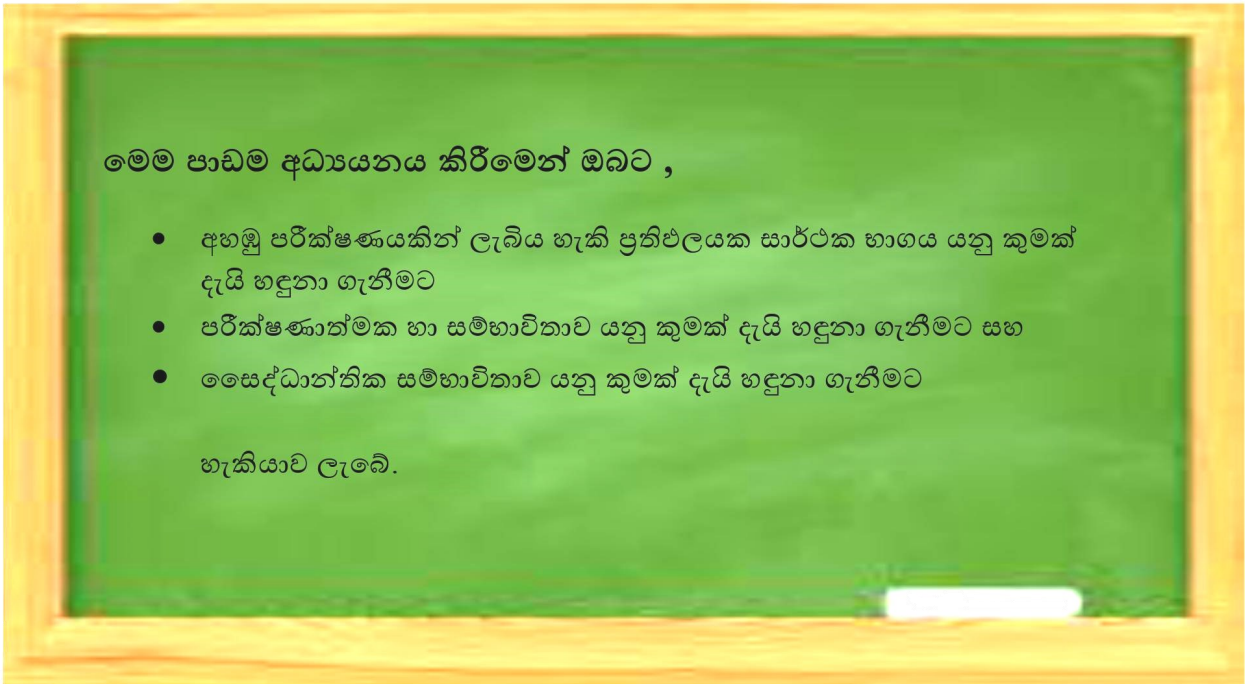 මෙම පාඩම අධ්‍යයනය කිරීමෙන් ඔබට ,
• අහඹු පරීක්ෂණයකින් ලැබිය හැකි ප්‍රතිඵලයක සාර්ථක භාගය යනු කුමක්
දැයි හඳුනා ගැනීමට
• පරීක්ෂණාත්මක හා සම්භාවිතාව යනු කුමක් දැයි හඳුනා ගැනීමට සහ
• සෛද්ධාන්තික සම්භාවිතාව යනු කුමක් දැයි හඳුනා ගැනීමට
හැකියාව ලැබේ.